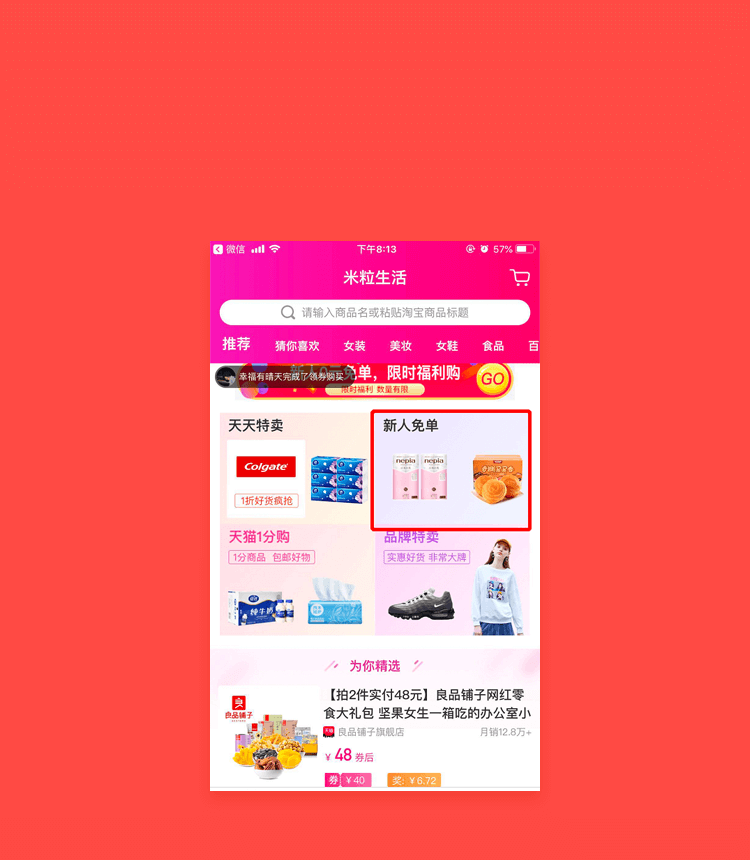 微信
下午8:13
57%
米粒生活
请输入商品名或粘贴淘宝商品标题
推荐 猜你喜欢 女装 美妆 女鞋 食品 百
幸福有晴天完成了领券购买
免单，限时福利购
限时福利 数量有限
GO
天天特卖
Colgate
1折好货疯抢
新人免单
nepia nepia
天猫1分购
1分商品 包邮好物
纯牛奶
品牌特卖
实惠好货 非常大牌
为你精选
良品铺子
【拍2件实付48元】良品铺子网红零
食大礼包 坚果女生一箱吃的办公室小
天猫 良品铺子旗舰店 月销12.8万+
¥ 48 券后
券 ¥40 奖: ¥6.72